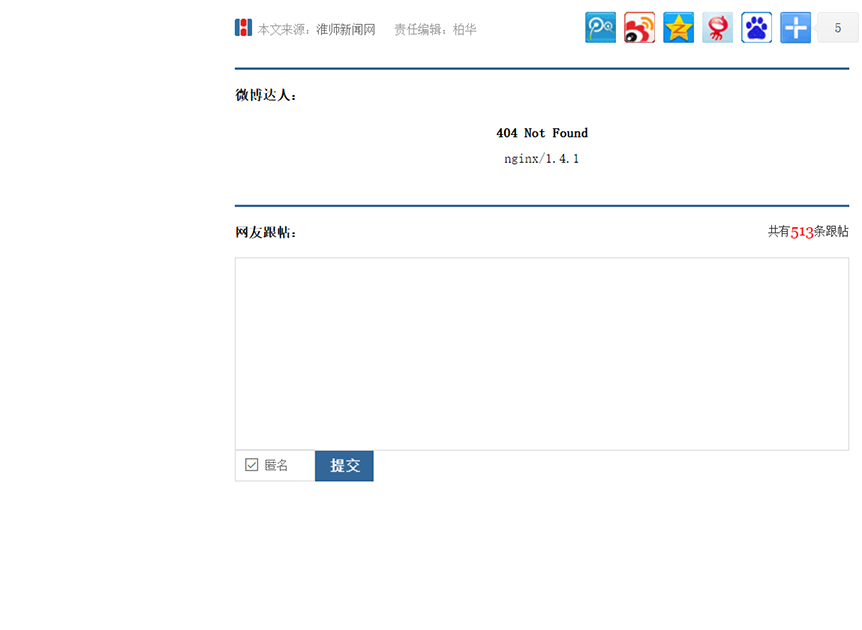 本文来源：淮师新闻网 责任编辑：柏华 5
微博达人：
404 Not Found
nginx/1.4.1
网友跟帖： 共有513条跟帖
匿名 提交